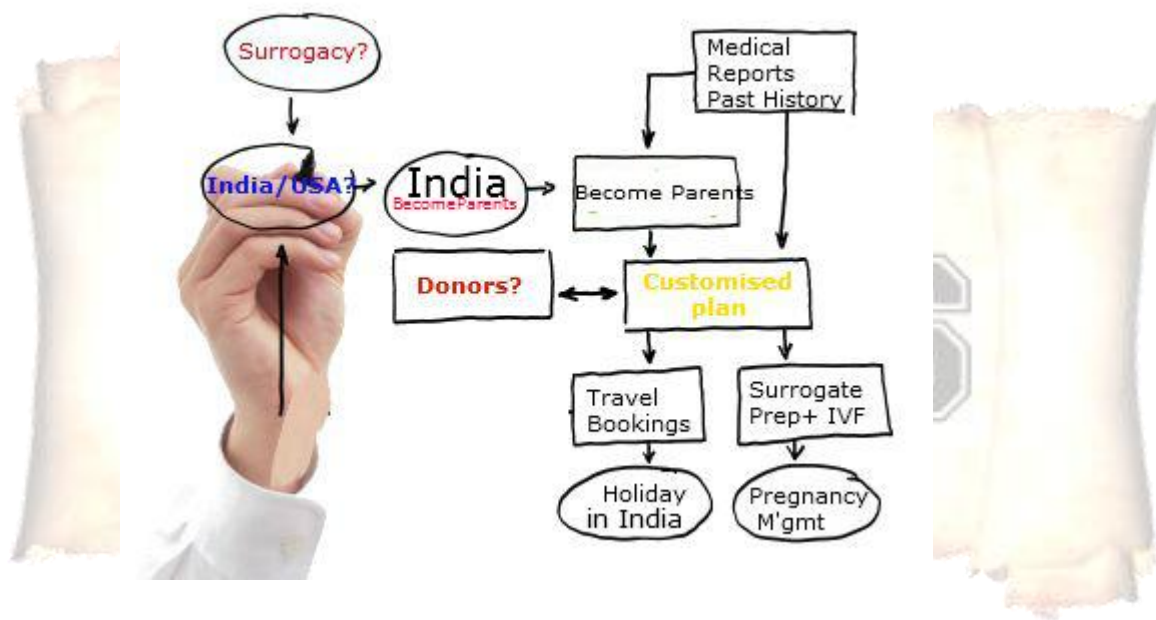 Surrogacy?
Medical
Reports
Past History
India/USA?
India
BecomeParents
Become Parents
Donors?
Customised
plan
Travel
Bookings
Surrogate
Prep+ IVF
Holiday
in India
Pregnancy
M'gmt